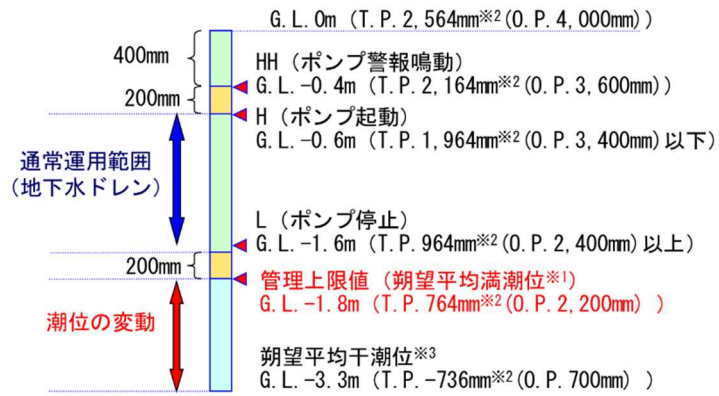 G.L.0m (T.P.2,564mm※2(O.P.4,000mm))
400mm
HH (ポンプ警報鳴動)
G.L.-0.4m (T.P.2,164mm※2(O.P.3,600mm))
200mm
H (ポンプ起動)
G.L.-0.6m (T.P.1,964mm※2(O.P.3,400mm)以下)
通常運用範囲
(地下水ドレン)
L (ポンプ停止)
G.L.-1.6m (T.P.964mm※2(O.P.2,400mm)以上)
200mm
管理上限値 (朔望平均満潮位※1)
G.L.-1.8m (T.P.764mm※2(O.P.2,200mm) )
潮位の変動
朔望平均干潮位※3
G.L.-3.3m (T.P.-736mm※2(O.P.700mm) )